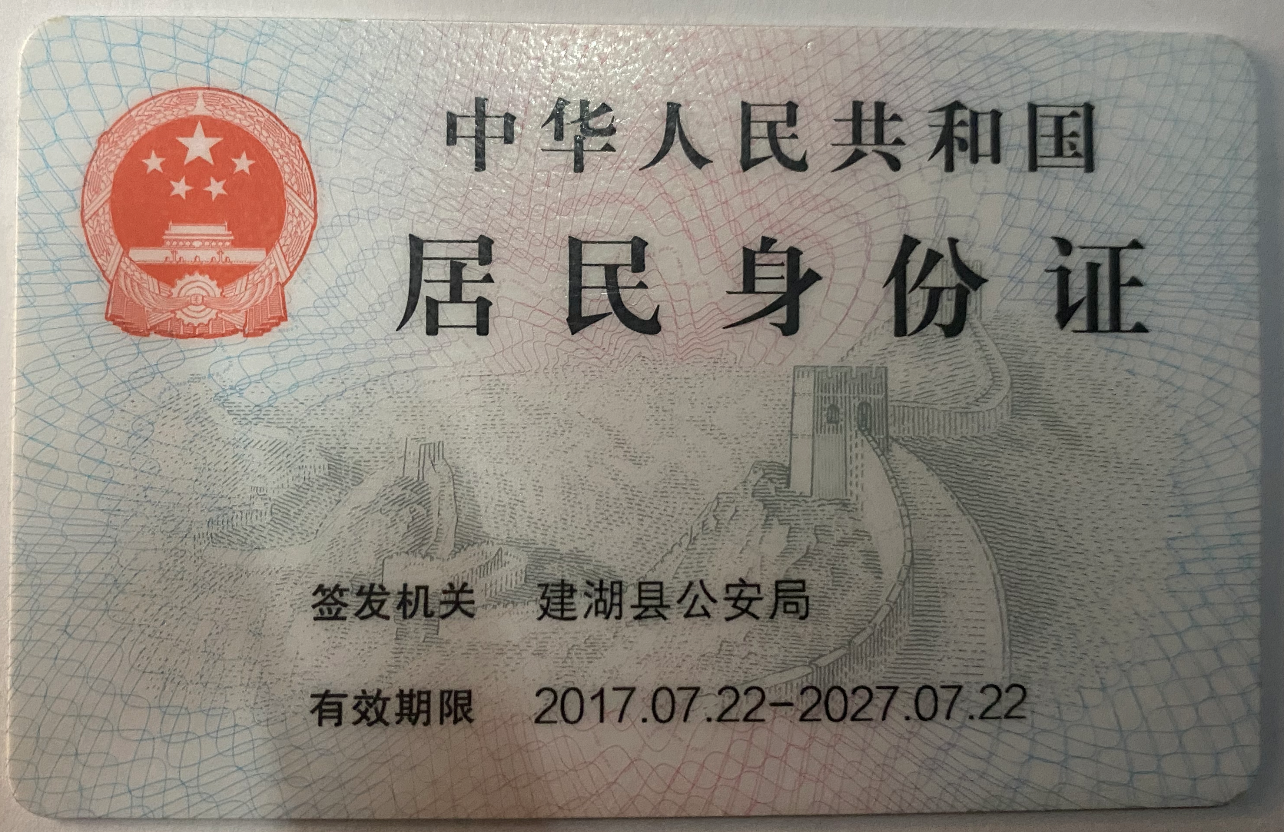 中华人民共和国
居民身份证
签发机关 建湖县公安局
有效期限 2017.07.22-2027.07.22